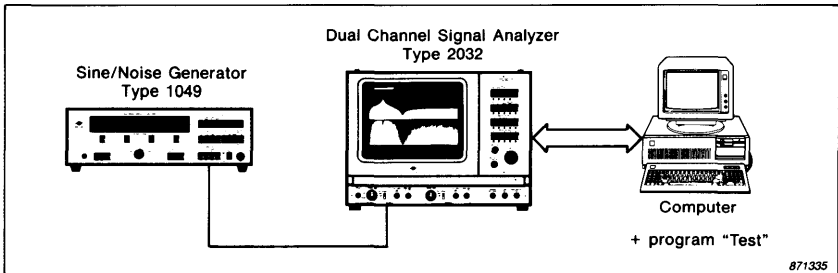 Dual Channel Signal Analyzer
Type 2032
Sine/Noise Generator
Type 1049
Computer
+ program "Test"
871335